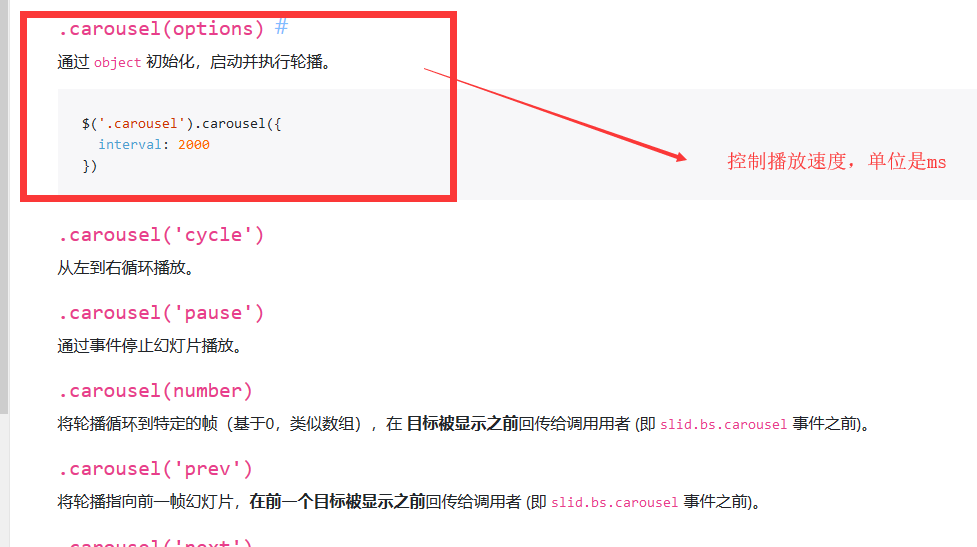 .carousel(options) #
通过 object 初始化，启动并执行轮播。
$('.carousel').carousel({
interval: 2000
})
控制播放速度，单位是ms
.carousel('cycle')
从左到右循环播放。
.carousel('pause')
通过事件停止幻灯片播放。
.carousel(number)
将轮播循环到特定的帧（基于0，类似数组），在 目标被显示之前回传给调用用者 (即 slid.bs.carousel 事件之前)。
.carousel('prev')
将轮播指向前一帧幻灯片，在前一个目标被显示之前回传给调用者 (即 slid.bs.carousel 事件之前)。
.carousel('next')